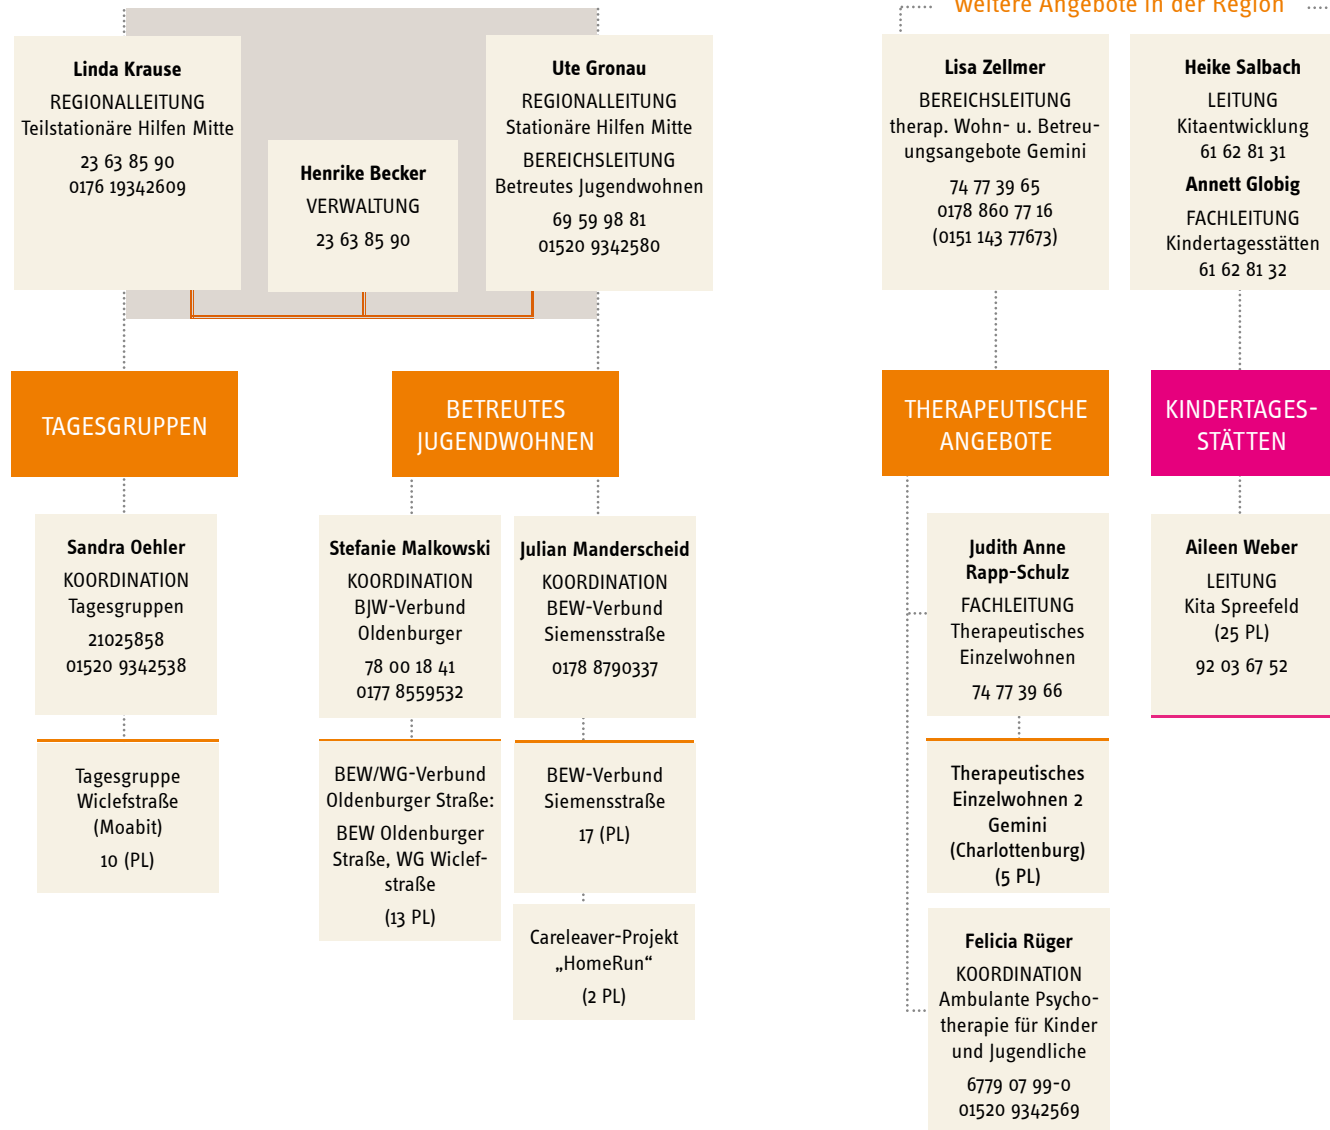 Weitere Angebote in der Region
Linda Krause
REGIONALLEITUNG
Teilstationäre Hilfen Mitte
23 63 85 90
0176 19342609
Henrike Becker
VERWALTUNG
23 63 85 90
Ute Gronau
REGIONALLEITUNG
Stationäre Hilfen Mitte
BEREICHSLEITUNG
Betreutes Jugendwohnen
69 59 98 81
01520 9342580
Lisa Zellmer
BEREICHSLEITUNG
therap. Wohn- u. Betreu-
ungsangebote Gemini
74 77 39 65
0178 860 77 16
(0151 143 77673)
Heike Salbach
LEITUNG
Kitaentwicklung
61 62 81 31
Annett Globig
FACHLEITUNG
Kindertagesstätten
61 62 81 32
TAGESGRUPPEN
BETREUTES
JUGENDWOHNEN
THERAPEUTISCHE
ANGEBOTE
KINDERTAGES-
STÄTTEN
Sandra Oehler
KOORDINATION
Tagesgruppen
21025858
01520 9342538
Tagesgruppe
Wiclefstraße
(Moabit)
10 (PL)
Stefanie Malkowski
KOORDINATION
BJW-Verbund
Oldenburger
78 00 18 41
0177 8559532
BEW/WG-Verbund
Oldenburger Straße:
BEW Oldenburger
Straße, WG Wiclef-
straße
(13 PL)
Julian Manderscheid
KOORDINATION
BEW-Verbund
Siemensstraße
0178 8790337
BEW-Verbund
Siemensstraße
17 (PL)
Careleaver-Projekt
„HomeRun“
(2 PL)
Judith Anne
Rapp-Schulz
FACHLEITUNG
Therapeutisches
Einzelwohnen
74 77 39 66
Therapeutisches
Einzelwohnen 2
Gemini
(Charlottenburg)
(5 PL)
Felicia Rüger
KOORDINATION
Ambulante Psycho-
therapie für Kinder
und Jugendliche
6779 07 99-0
01520 9342569
Aileen Weber
LEITUNG
Kita Spreefeld
(25 PL)
92 03 67 52